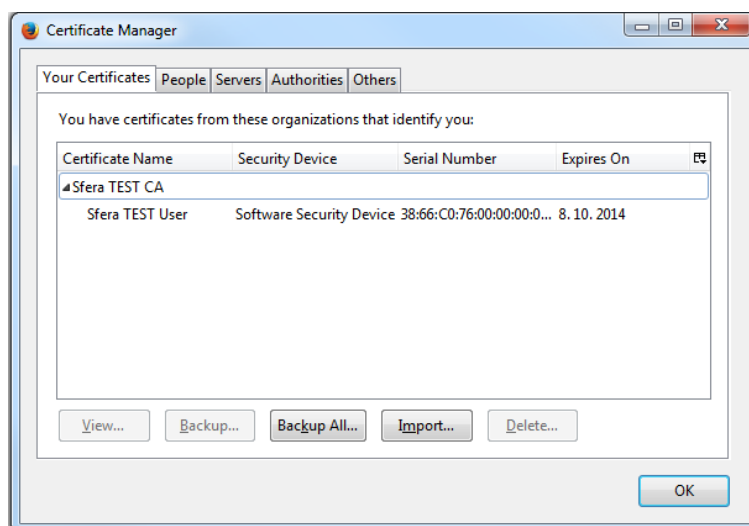 Certificate Manager
Your Certificates People Servers Authorities Others
You have certificates from these organizations that identify you:
Certificate Name Security Device Serial Number Expires On
Sfera TEST CA
Sfera TEST User Software Security Device 38:66:C0:76:00:00:00:0... 8. 10. 2014
View... Backup... Backup All... Import... Delete...
OK